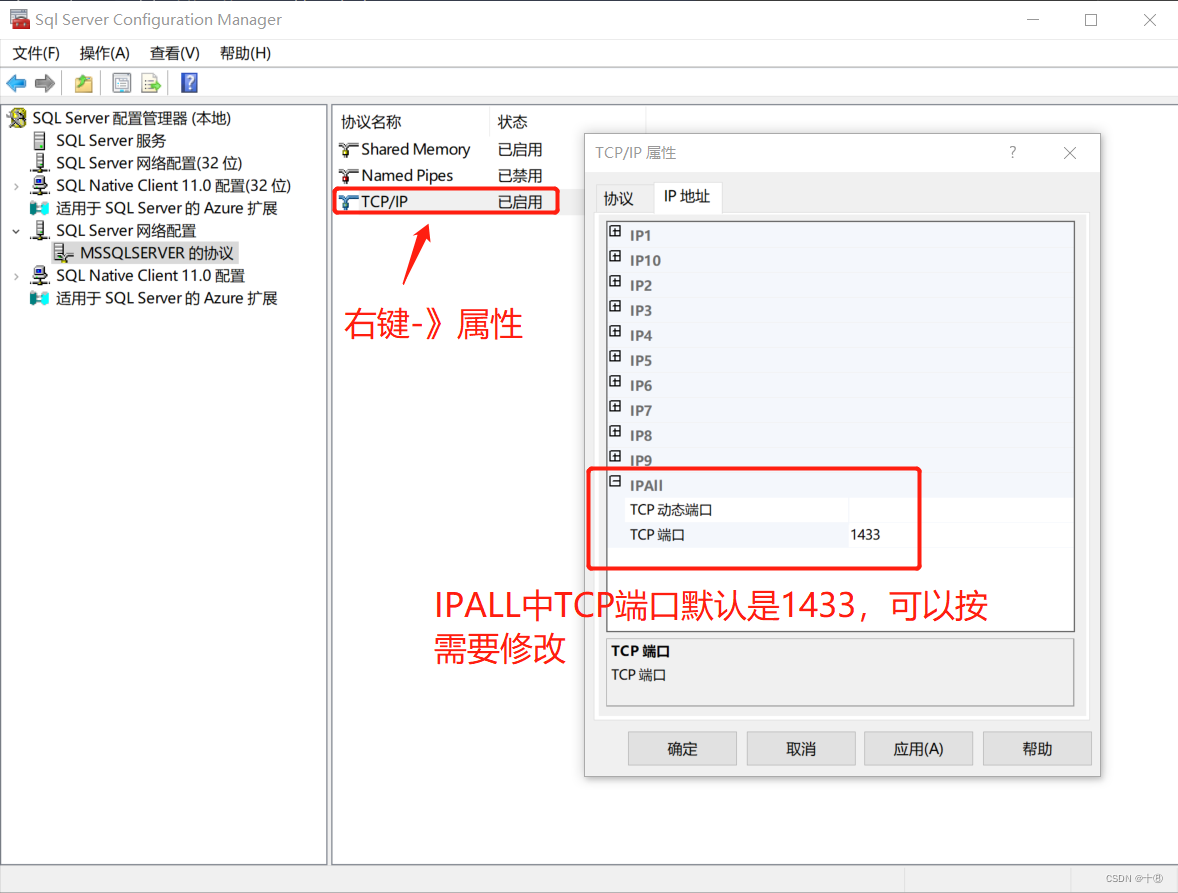 Sql Server Configuration Manager
文件(F) 操作(A) 查看(V) 帮助(H)
SQL Server 配置管理器 (本地)
SQL Server 服务
SQL Server 网络配置(32 位)
SQL Native Client 11.0 配置(32 位)
适用于 SQL Server 的 Azure 扩展
SQL Server 网络配置
MSSQLSERVER 的协议
SQL Native Client 11.0 配置
适用于 SQL Server 的 Azure 扩展
协议名称 状态
Shared Memory 已启用
Named Pipes 已禁用
TCP/IP 已启用
右键-》属性
TCP/IP 属性
协议 IP 地址
IP1
IP10
IP2
IP3
IP4
IP5
IP6
IP7
IP8
IP9
IPAll
TCP 动态端口
TCP 端口 1433
IPALL中TCP端口默认是1433，可以按
需要修改
TCP 端口
TCP 端口
确定 取消 应用(A) 帮助
CSDN @十⑧